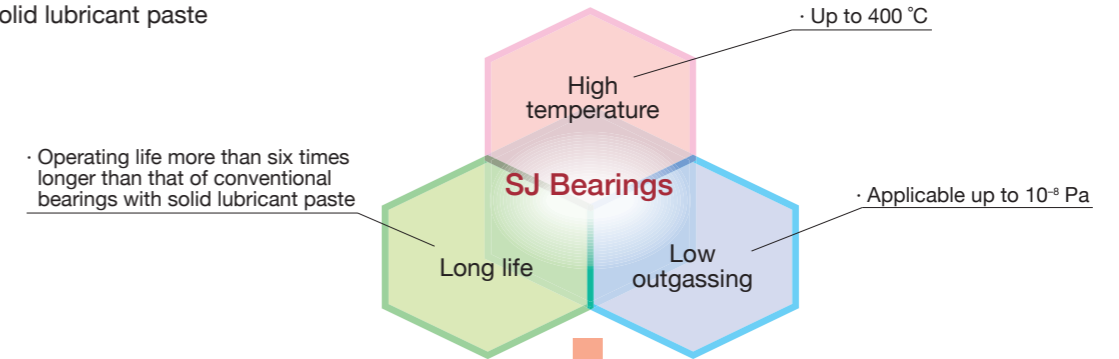 olid lubricant paste
· Up to 400 °C
High
temperature
· Operating life more than six times
longer than that of conventional
bearings with solid lubricant paste
SJ Bearings
· Applicable up to 10⁻⁸ Pa
Long life
Low
outgassing